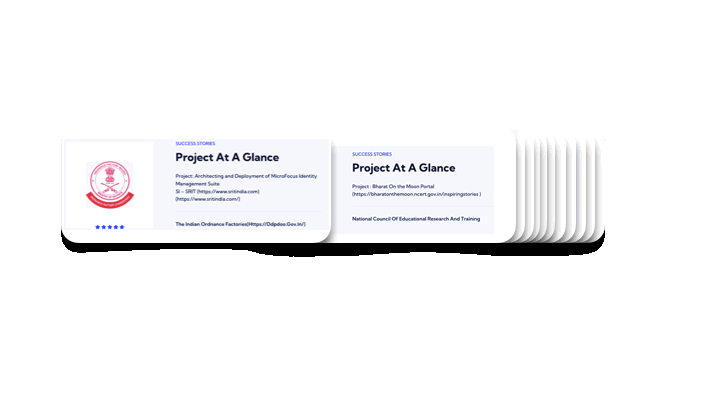 SUCCESS STORIES
Project At A Glance
Project: Architecting and Deployment of MicroFocus Identity
Management Suite
SI – SRIT (https://www.sritindia.com)
(https://www.sritindia.com/)
The Indian Ordnance Factories(Https://Ddpdoo.Gov.In/)
SUCCESS STORIES
Project At A Glance
Project : Bharat On the Moon Portal
(https://bharatonthemoon.ncert.gov.in/inspiringstories )
National Council Of Educational Research And Training